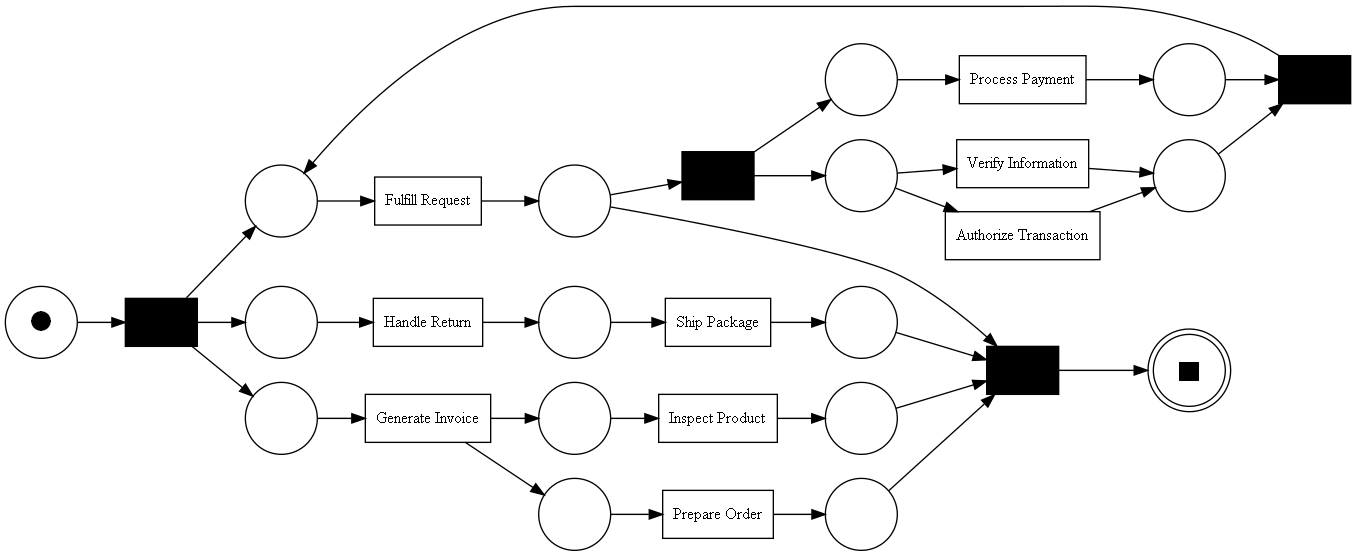 Process Payment
Verify Information
Fulfill Request
Authorize Transaction
Handle Return
Ship Package
Generate Invoice
Inspect Product
Prepare Order